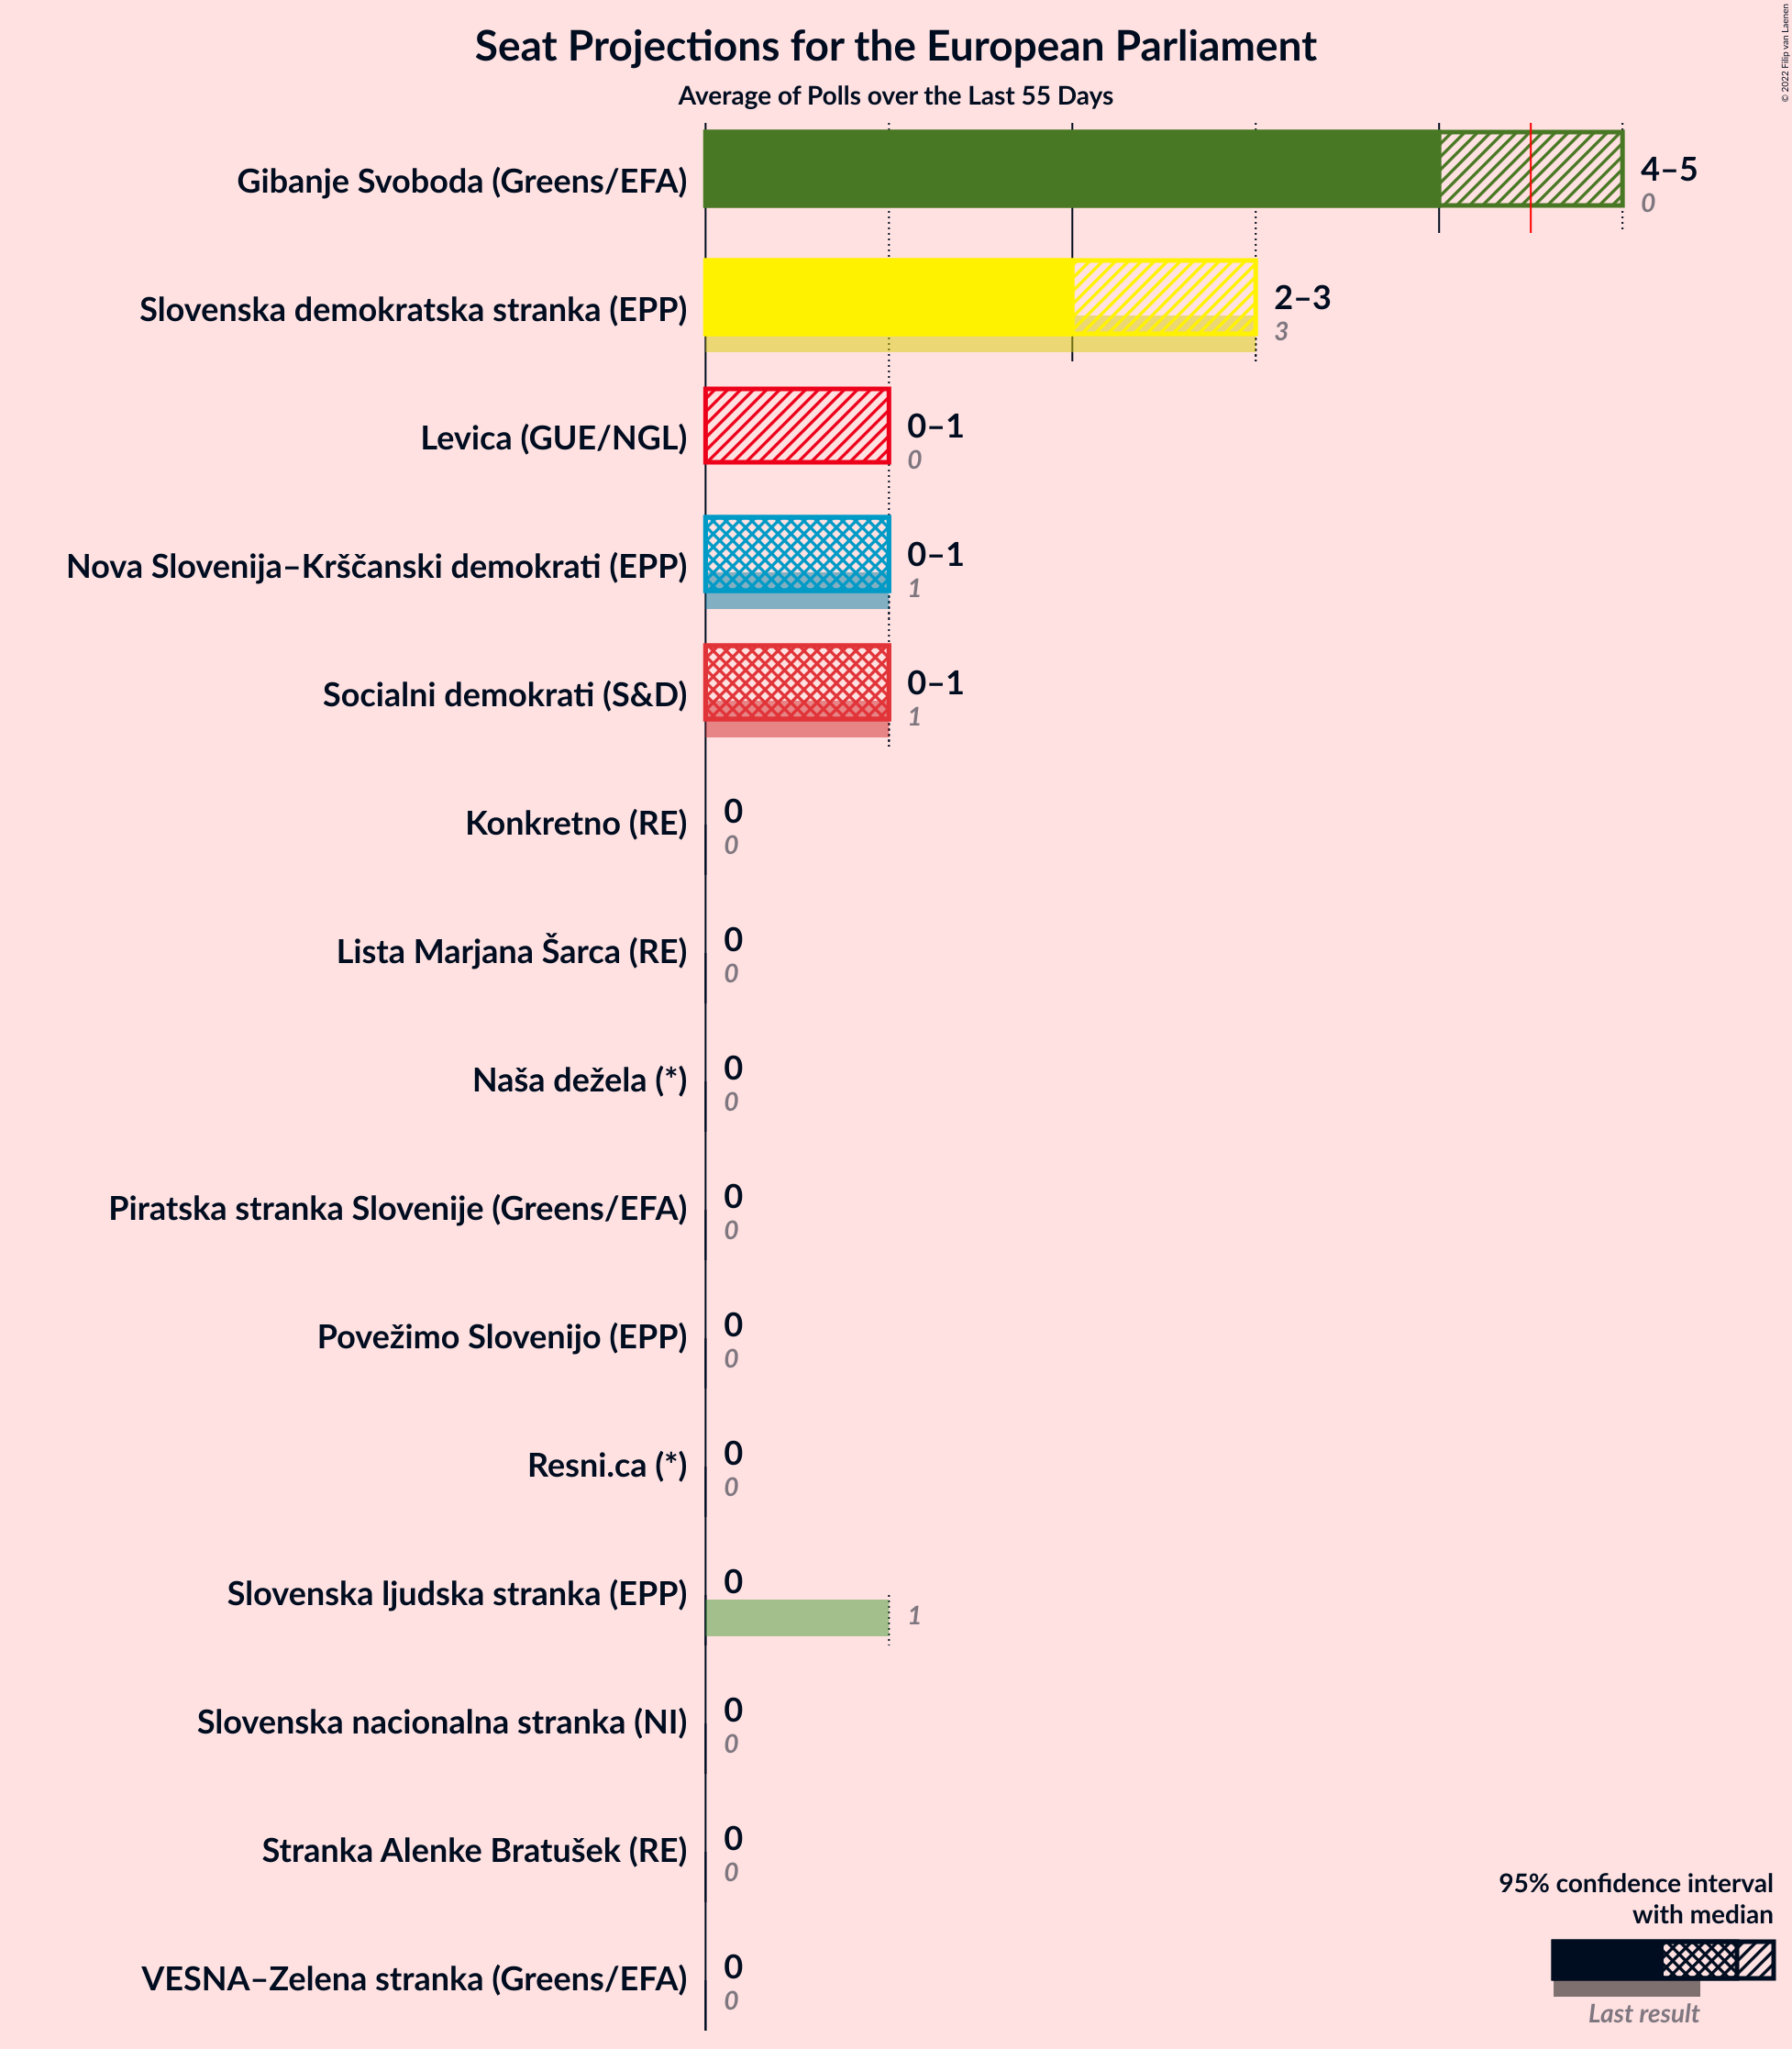 Seat Projections for the European Parliament
Average of Polls over the Last 55 Days
© 2022 Filip van Laenen
Gibanje Svoboda (Greens/EFA)
4–5
0
Slovenska demokratska stranka (EPP)
2–3
3
Levica (GUE/NGL)
0–1
0
Nova Slovenija–Krščanski demokrati (EPP)
0–1
1
Socialni demokrati (S&D)
0–1
1
Konkretno (RE)
0
0
Lista Marjana Šarca (RE)
0
0
Naša dežela (*)
0
0
Piratska stranka Slovenije (Greens/EFA)
0
0
Povežimo Slovenijo (EPP)
0
0
Resni.ca (*)
0
0
Slovenska ljudska stranka (EPP)
0
1
Slovenska nacionalna stranka (NI)
0
0
Stranka Alenke Bratušek (RE)
0
0
VESNA–Zelena stranka (Greens/EFA)
0
0
95% confidence interval
with median
Last result